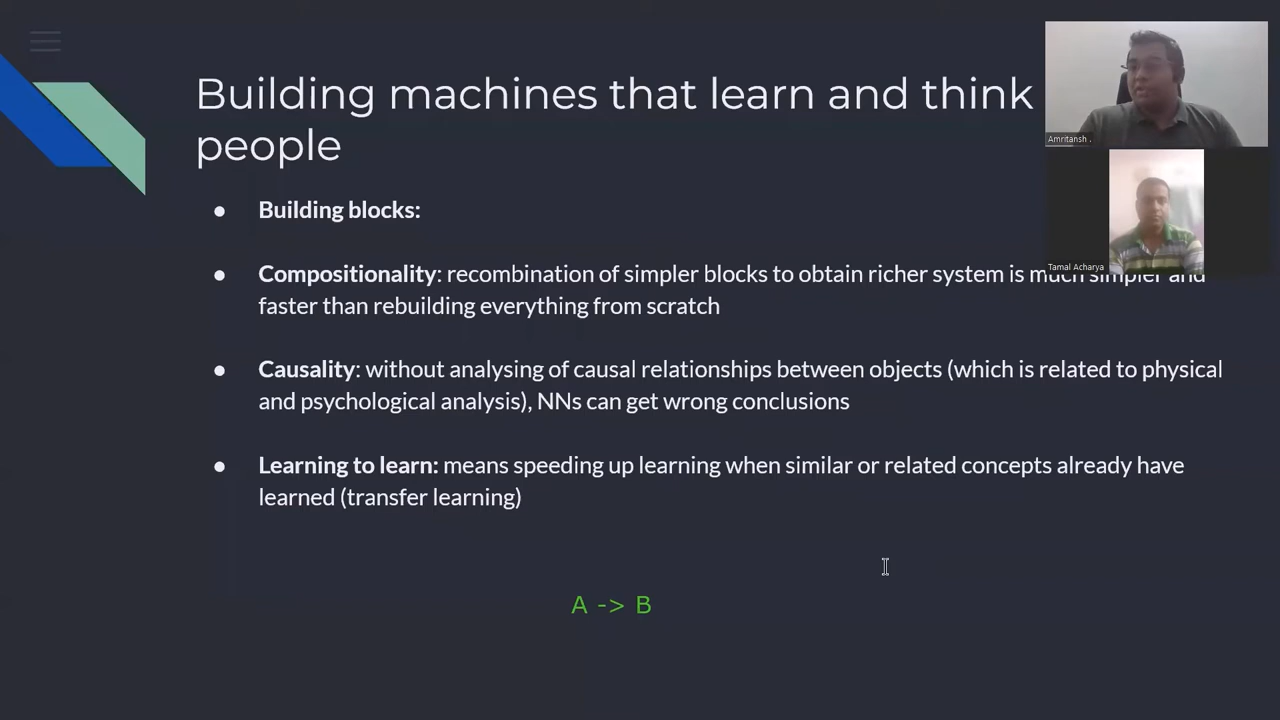 Building machines that learn and think
people
Amritansh .
Building blocks:
Tamal Acharya
Compositionality: recombination of simpler blocks to obtain richer system is much simpler and
faster than rebuilding everything from scratch
Causality: without analysing of causal relationships between objects (which is related to physical
and psychological analysis), NNs can get wrong conclusions
Learning to learn: means speeding up learning when similar or related concepts already have
learned (transfer learning)
A -> B